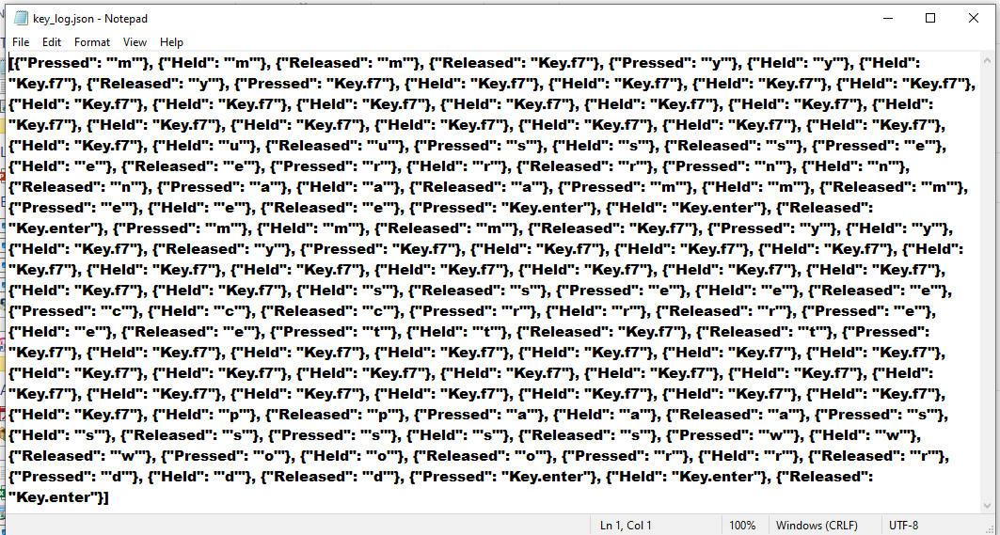 key_log.json - Notepad
File Edit Format View Help
[{"Pressed": "'m'"}, {"Held": "'m'"}, {"Released": "'m'"}, {"Released": "Key.f7"}, {"Pressed": "'y'"}, {"Held": "'y'"}, {"Held":
"Key.f7"}, {"Released": "'y'"}, {"Pressed": "Key.f7"}, {"Held": "Key.f7"}, {"Held": "Key.f7"}, {"Held": "Key.f7"}, {"Held": "Key.f7"},
{"Held": "Key.f7"}, {"Held": "Key.f7"}, {"Held": "Key.f7"}, {"Held": "Key.f7"}, {"Held": "Key.f7"}, {"Held": "Key.f7"}, {"Held":
"Key.f7"}, {"Held": "Key.f7"}, {"Held": "Key.f7"}, {"Held": "Key.f7"}, {"Held": "Key.f7"}, {"Held": "Key.f7"}, {"Held": "Key.f7"},
{"Held": "Key.f7"}, {"Held": "'u'"}, {"Released": "'u'"}, {"Pressed": "'s'"}, {"Held": "'s'"}, {"Released": "'s'"}, {"Pressed": "'e'"},
{"Held": "'e'"}, {"Released": "'e'"}, {"Pressed": "'r'"}, {"Held": "'r'"}, {"Released": "'r'"}, {"Pressed": "'n'"}, {"Held": "'n'"},
{"Released": "'n'"}, {"Pressed": "'a'"}, {"Held": "'a'"}, {"Released": "'a'"}, {"Pressed": "'m'"}, {"Held": "'m'"}, {"Released": "'m'"},
{"Pressed": "'e'"}, {"Held": "'e'"}, {"Released": "'e'"}, {"Pressed": "Key.enter"}, {"Held": "Key.enter"}, {"Released":
"Key.enter"}, {"Pressed": "'m'"}, {"Held": "'m'"}, {"Released": "'m'"}, {"Released": "Key.f7"}, {"Pressed": "'y'"}, {"Held": "'y'"},
{"Held": "Key.f7"}, {"Released": "'y'"}, {"Pressed": "Key.f7"}, {"Held": "Key.f7"}, {"Held": "Key.f7"}, {"Held": "Key.f7"}, {"Held":
"Key.f7"}, {"Held": "Key.f7"}, {"Held": "Key.f7"}, {"Held": "Key.f7"}, {"Held": "Key.f7"}, {"Held": "Key.f7"}, {"Held": "Key.f7"},
{"Held": "Key.f7"}, {"Held": "Key.f7"}, {"Held": "'s'"}, {"Released": "'s'"}, {"Pressed": "'e'"}, {"Held": "'e'"}, {"Released": "'e'"},
{"Pressed": "'c'"}, {"Held": "'c'"}, {"Released": "'c'"}, {"Pressed": "'r'"}, {"Held": "'r'"}, {"Released": "'r'"}, {"Pressed": "'e'"},
{"Held": "'e'"}, {"Released": "'e'"}, {"Pressed": "'t'"}, {"Held": "'t'"}, {"Released": "Key.f7"}, {"Released": "'t'"}, {"Pressed":
"Key.f7"}, {"Held": "Key.f7"}, {"Held": "Key.f7"}, {"Held": "Key.f7"}, {"Held": "Key.f7"}, {"Held": "Key.f7"}, {"Held": "Key.f7"},
{"Held": "Key.f7"}, {"Held": "Key.f7"}, {"Held": "Key.f7"}, {"Held": "Key.f7"}, {"Held": "Key.f7"}, {"Held": "Key.f7"}, {"Held":
"Key.f7"}, {"Held": "Key.f7"}, {"Held": "Key.f7"}, {"Held": "Key.f7"}, {"Held": "Key.f7"}, {"Held": "Key.f7"}, {"Held": "Key.f7"},
{"Held": "Key.f7"}, {"Held": "'p'"}, {"Released": "'p'"}, {"Pressed": "'a'"}, {"Held": "'a'"}, {"Released": "'a'"}, {"Pressed": "'s'"},
{"Held": "'s'"}, {"Released": "'s'"}, {"Pressed": "'s'"}, {"Held": "'s'"}, {"Released": "'s'"}, {"Pressed": "'w'"}, {"Held": "'w'"},
{"Released": "'w'"}, {"Pressed": "'o'"}, {"Held": "'o'"}, {"Released": "'o'"}, {"Pressed": "'r'"}, {"Held": "'r'"}, {"Released": "'r'"},
{"Pressed": "'d'"}, {"Held": "'d'"}, {"Released": "'d'"}, {"Pressed": "Key.enter"}, {"Held": "Key.enter"}, {"Released":
"Key.enter"}]
Ln 1, Col 1 100% Windows (CRLF) UTF-8